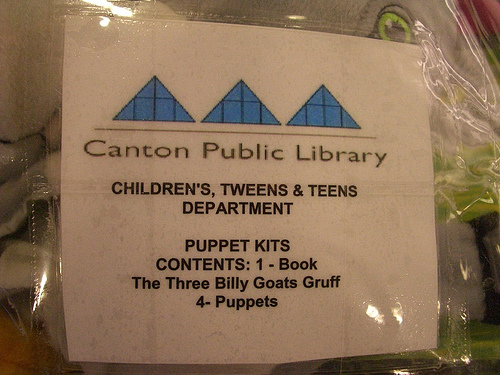 Canton Public Library
CHILDREN'S, TWEENS & TEENS
DEPARTMENT
PUPPET KITS
CONTENTS: 1 - Book
The Three Billy Goats Gruff
4- Puppets